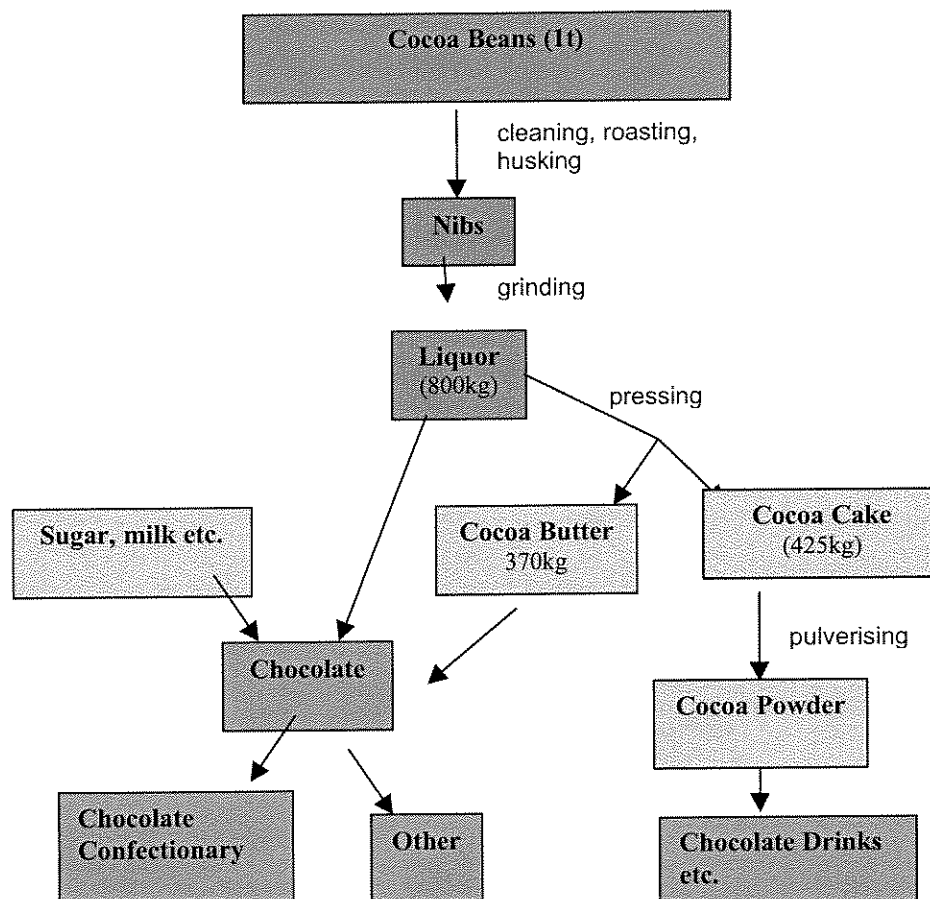 Cocoa Beans (1t)
cleaning, roasting,
husking
Nibs
grinding
Liquor
(800kg)
pressing
Sugar, milk etc.
Cocoa Butter
370kg
Cocoa Cake
(425kg)
pulverising
Chocolate
Cocoa Powder
Chocolate
Confectionary
Other
Chocolate Drinks
etc.